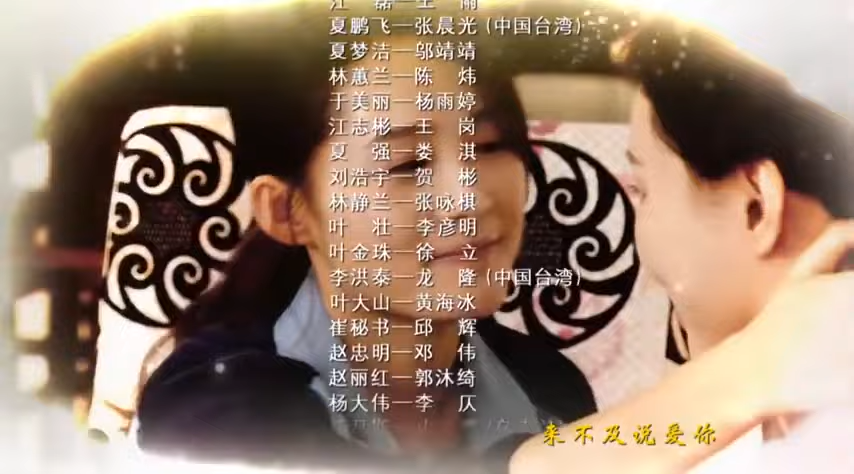 江 磊—王 雨
夏鹏飞—张晨光(中国台湾)
夏梦洁—邬靖靖
林蕙兰—陈 炜
于美丽—杨雨婷
江志彬—王 岗
夏 强—娄 淇
刘浩宇—贺 彬
林静兰—张咏棋
叶 壮—李彦明
叶金珠—徐 立
李洪泰—龙 隆(中国台湾)
叶大山—黄海冰
崔秘书—邱 辉
赵忠明—邓 伟
赵丽红—郭沐绮
杨大伟—李 仄
来不及说爱你